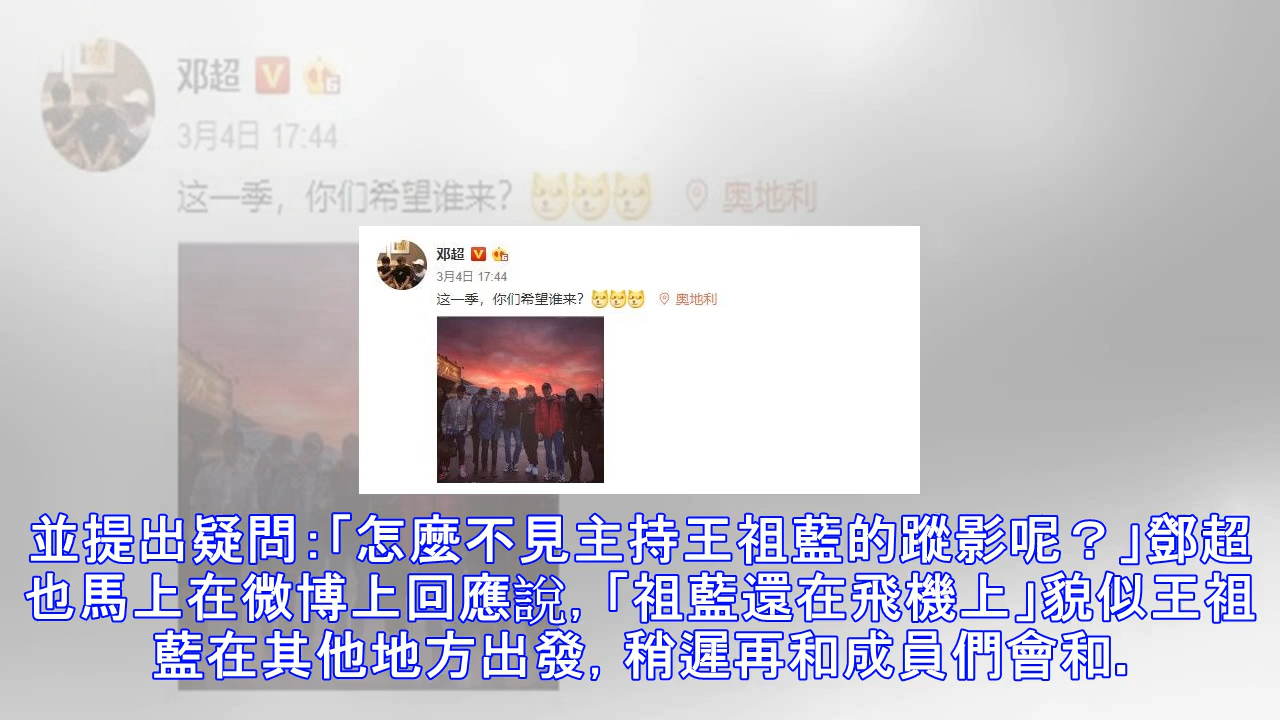 邓超
3月4日 17:44
这一季，你们希望谁来？ 奥地利
邓超
3月4日 17:44
这一季，你们希望谁来？ 奥地利
並提出疑問：「怎麼不見主持王祖藍的蹤影呢？」鄧超
也馬上在微博上回應說，「祖藍還在飛機上」貌似王祖
藍在其他地方出發，稍遲再和成員們會和.